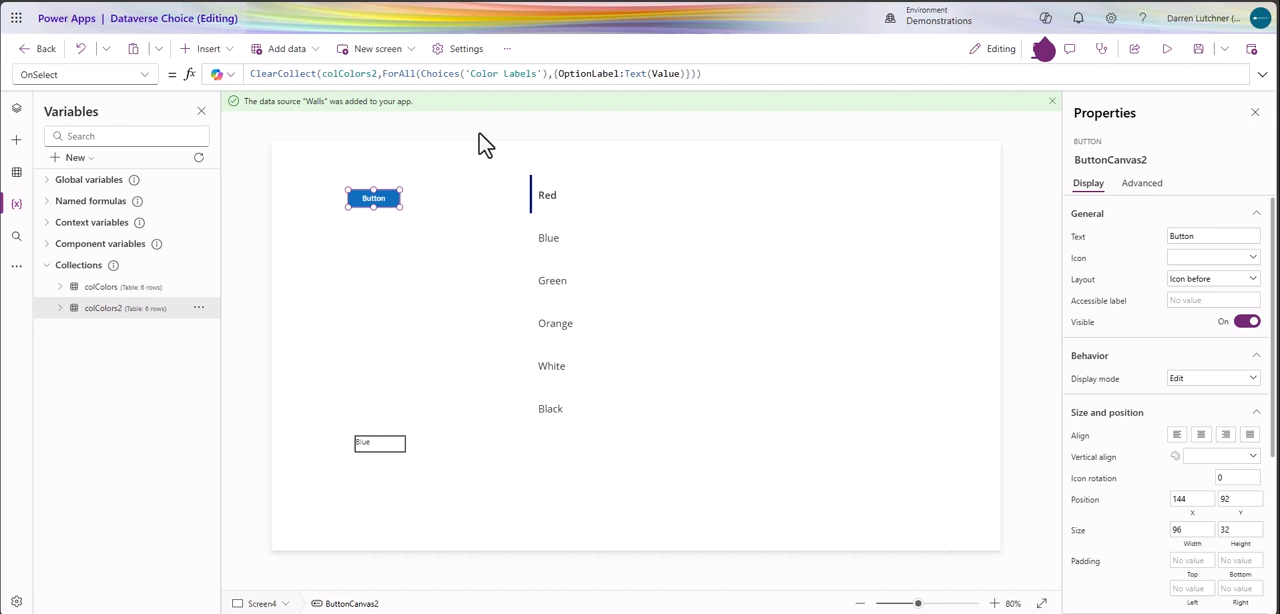 Power Apps | Dataverse Choice (Editing)
Environment
Demonstrations
Darren Lutchner (...
Back
Insert
Add data
New screen
Settings
...
Editing
OnSelect
= fx
ClearCollect(colColors2,ForAll(Choices('Color Labels'),{OptionLabel:Text(Value)}))
Variables
Search
New
Global variables
Named formulas
Context variables
Component variables
Collections
colColors (Table: 6 rows)
colColors2 (Table: 6 rows) ...
The data source "Walls" was added to your app.
Button
Red
Blue
Green
Orange
White
Black
Blue
Screen4
ButtonCanvas2
80%
Properties
BUTTON
ButtonCanvas2
Display
Advanced
General
Text
Button
Icon
Layout
Icon before
Accessible label
No value
Visible
On
Behavior
Display mode
Edit
Size and position
Align
Vertical align
Icon rotation
0
Position
144
92
X
Y
Size
96
32
Width
Height
Padding
No value
No value
Top
Bottom
No value
No value
Left
Right